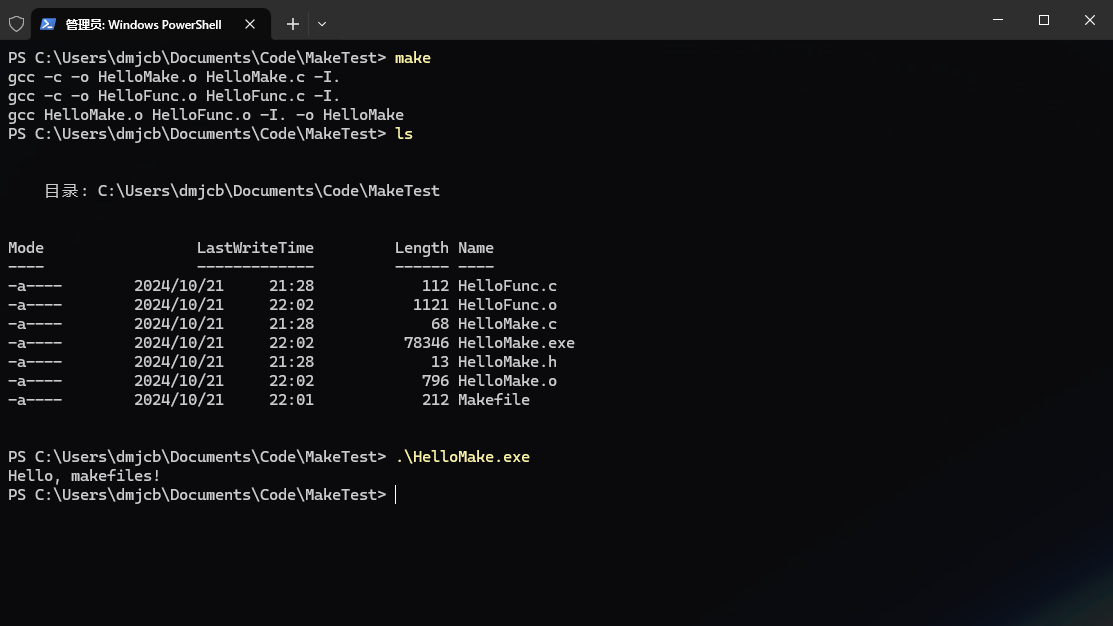 管理员: Windows PowerShell
PS C:\Users\dmjcb\Documents\Code\MakeTest> make
gcc -c -o HelloMake.o HelloMake.c -I.
gcc -c -o HelloFunc.o HelloFunc.c -I.
gcc HelloMake.o HelloFunc.o -I. -o HelloMake
PS C:\Users\dmjcb\Documents\Code\MakeTest> ls
目录: C:\Users\dmjcb\Documents\Code\MakeTest
Mode                 LastWriteTime         Length Name
----                 -------------         ------ ----
-a----        2024/10/21     21:28            112 HelloFunc.c
-a----        2024/10/21     22:02           1121 HelloFunc.o
-a----        2024/10/21     21:28             68 HelloMake.c
-a----        2024/10/21     22:02          78346 HelloMake.exe
-a----        2024/10/21     21:28             13 HelloMake.h
-a----        2024/10/21     22:02            796 HelloMake.o
-a----        2024/10/21     22:01            212 Makefile
PS C:\Users\dmjcb\Documents\Code\MakeTest> .\HelloMake.exe
Hello, makefiles!
PS C:\Users\dmjcb\Documents\Code\MakeTest>